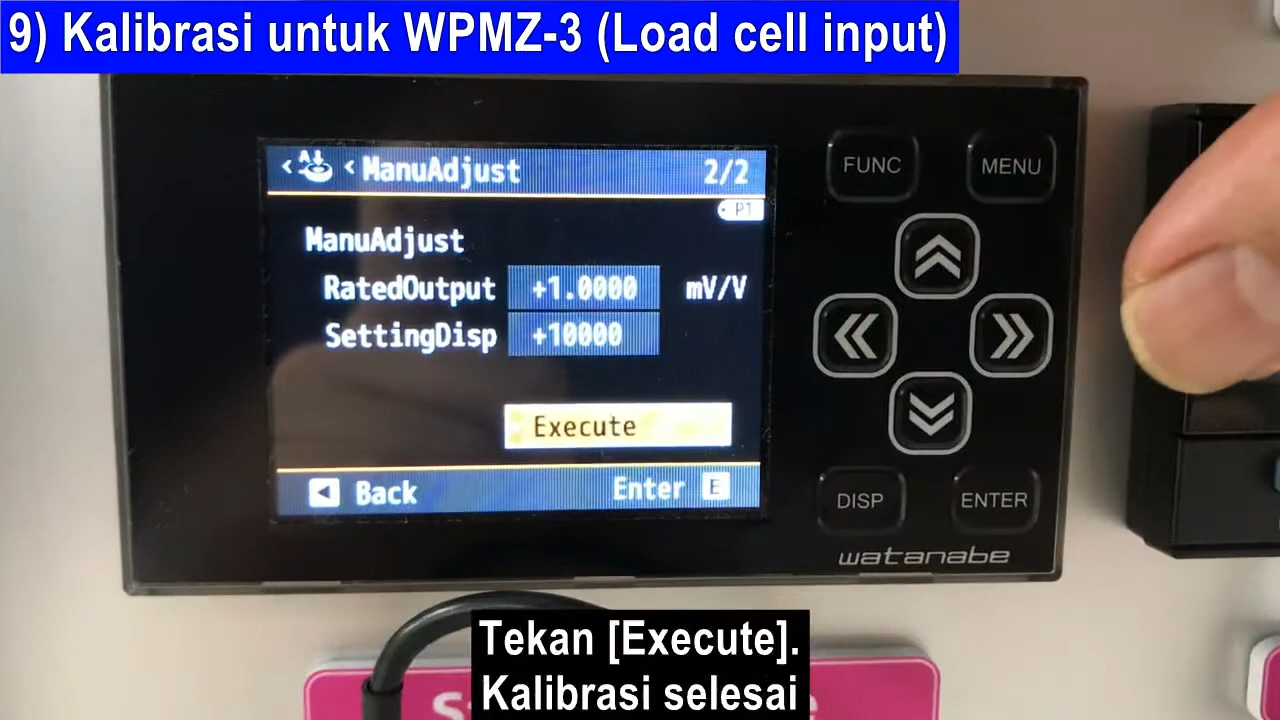 9) Kalibrasi untuk WPMZ-3 (Load cell input)
ManuAdjust 2/2
P1
ManuAdjust
RatedOutput +1.0000 mV/V
SettingDisp +10000
Execute
Back Enter E
FUNC MENU
DISP ENTER
watanabe
Tekan [Execute].
Kalibrasi selesai